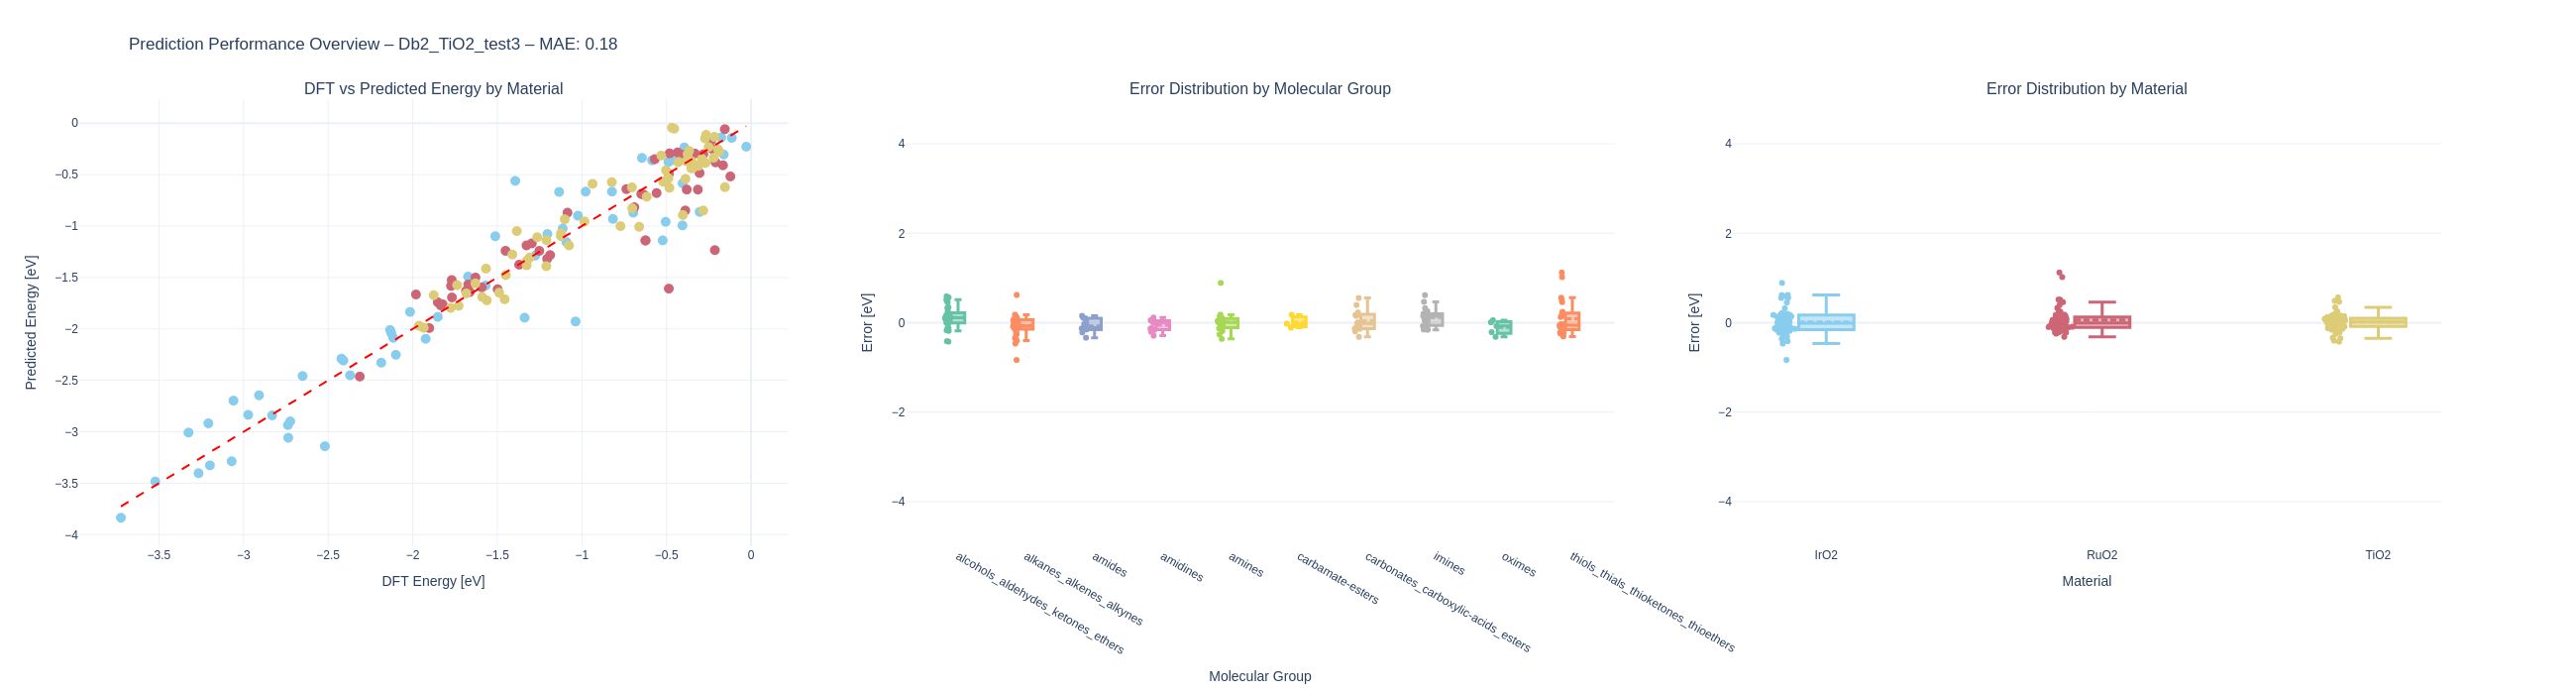 Prediction Performance Overview – Db2_TiO2_test3 – MAE: 0.18
DFT vs Predicted Energy by Material
0
−0.5
−1
−1.5
−2
−2.5
−3
−3.5
−4
Predicted Energy [eV]
−3.5
−3
−2.5
−2
−1.5
−1
−0.5
0
DFT Energy [eV]
Error Distribution by Molecular Group
4
2
0
−2
−4
Error [eV]
alcohols_aldehydes_ketones_ethers
alkanes_alkenes_alkynes
amides
amidines
amines
carbamate-esters
carbonates_carboxylic-acids_esters
imines
oximes
thiols_thials_thioketones_thioethers
Molecular Group
Error Distribution by Material
4
2
0
−2
−4
Error [eV]
IrO2
RuO2
TiO2
Material